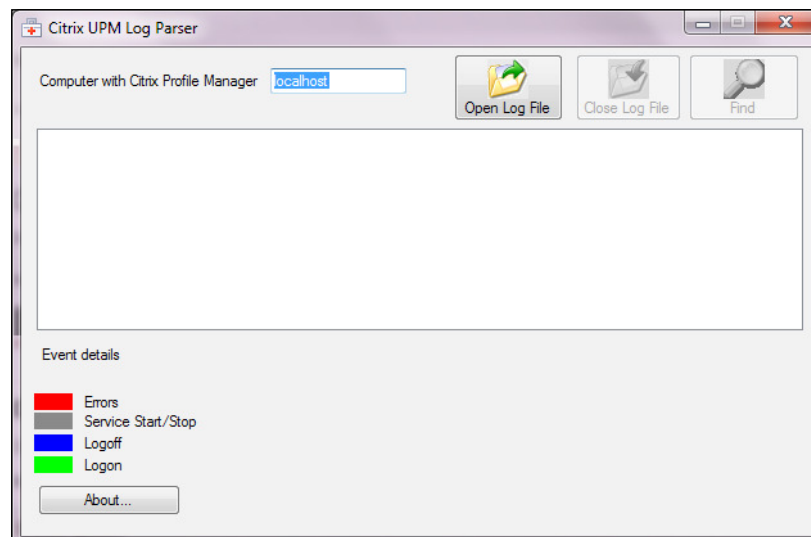 Citrix UPM Log Parser
Computer with Citrix Profile Manager localhost
Open Log File
Close Log File
Find
Event details
Errors
Service Start/Stop
Logoff
Logon
About...